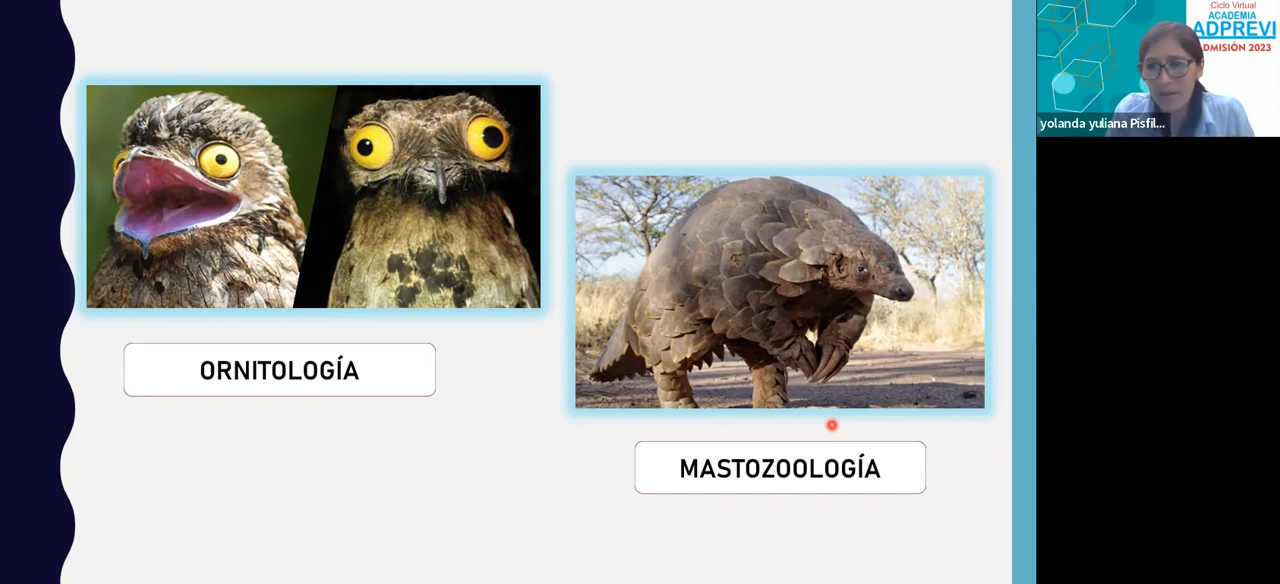 ORNITOLOGÍA
MASTOZOOLOGÍA
Ciclo Virtual
ACADEMIA
ADPREVI
DMISIÓN 2023
yolanda yuliana Pisfil...